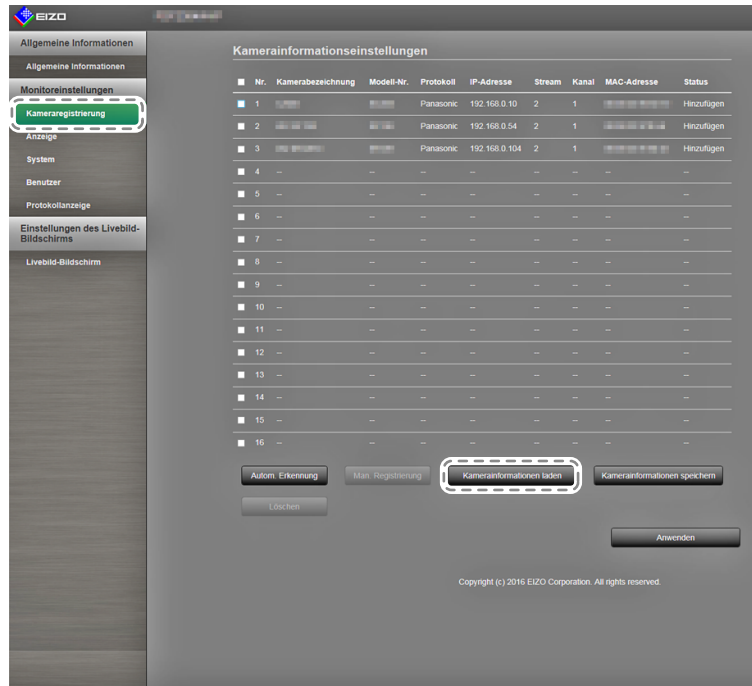 EIZO
Allgemeine Informationen
Allgemeine Informationen
Monitoreinstellungen
Kameraregistrierung
Anzeige
System
Benutzer
Protokollanzeige
Einstellungen des Livebild-
Bildschirms
Livebild-Bildschirm
Kamerainformationseinstellungen
Nr. Kamerabezeichnung Modell-Nr. Protokoll IP-Adresse Stream Kanal MAC-Adresse Status
1 Panasonic 192.168.0.10 2 1 Hinzufügen
2 Panasonic 192.168.0.54 2 1 Hinzufügen
3 Panasonic 192.168.0.104 2 1 Hinzufügen
4 -- -- -- -- -- -- -- --
5 -- -- -- -- -- -- -- --
6 -- -- -- -- -- -- -- --
7 -- -- -- -- -- -- -- --
8 -- -- -- -- -- -- -- --
9 -- -- -- -- -- -- -- --
10 -- -- -- -- -- -- -- --
11 -- -- -- -- -- -- -- --
12 -- -- -- -- -- -- -- --
13 -- -- -- -- -- -- -- --
14 -- -- -- -- -- -- -- --
15 -- -- -- -- -- -- -- --
16 -- -- -- -- -- -- -- --
Autom. Erkennung Man. Registrierung Kamerainformationen laden Kamerainformationen speichern
Löschen
Anwenden
Copyright (c) 2016 EIZO Corporation. All rights reserved.